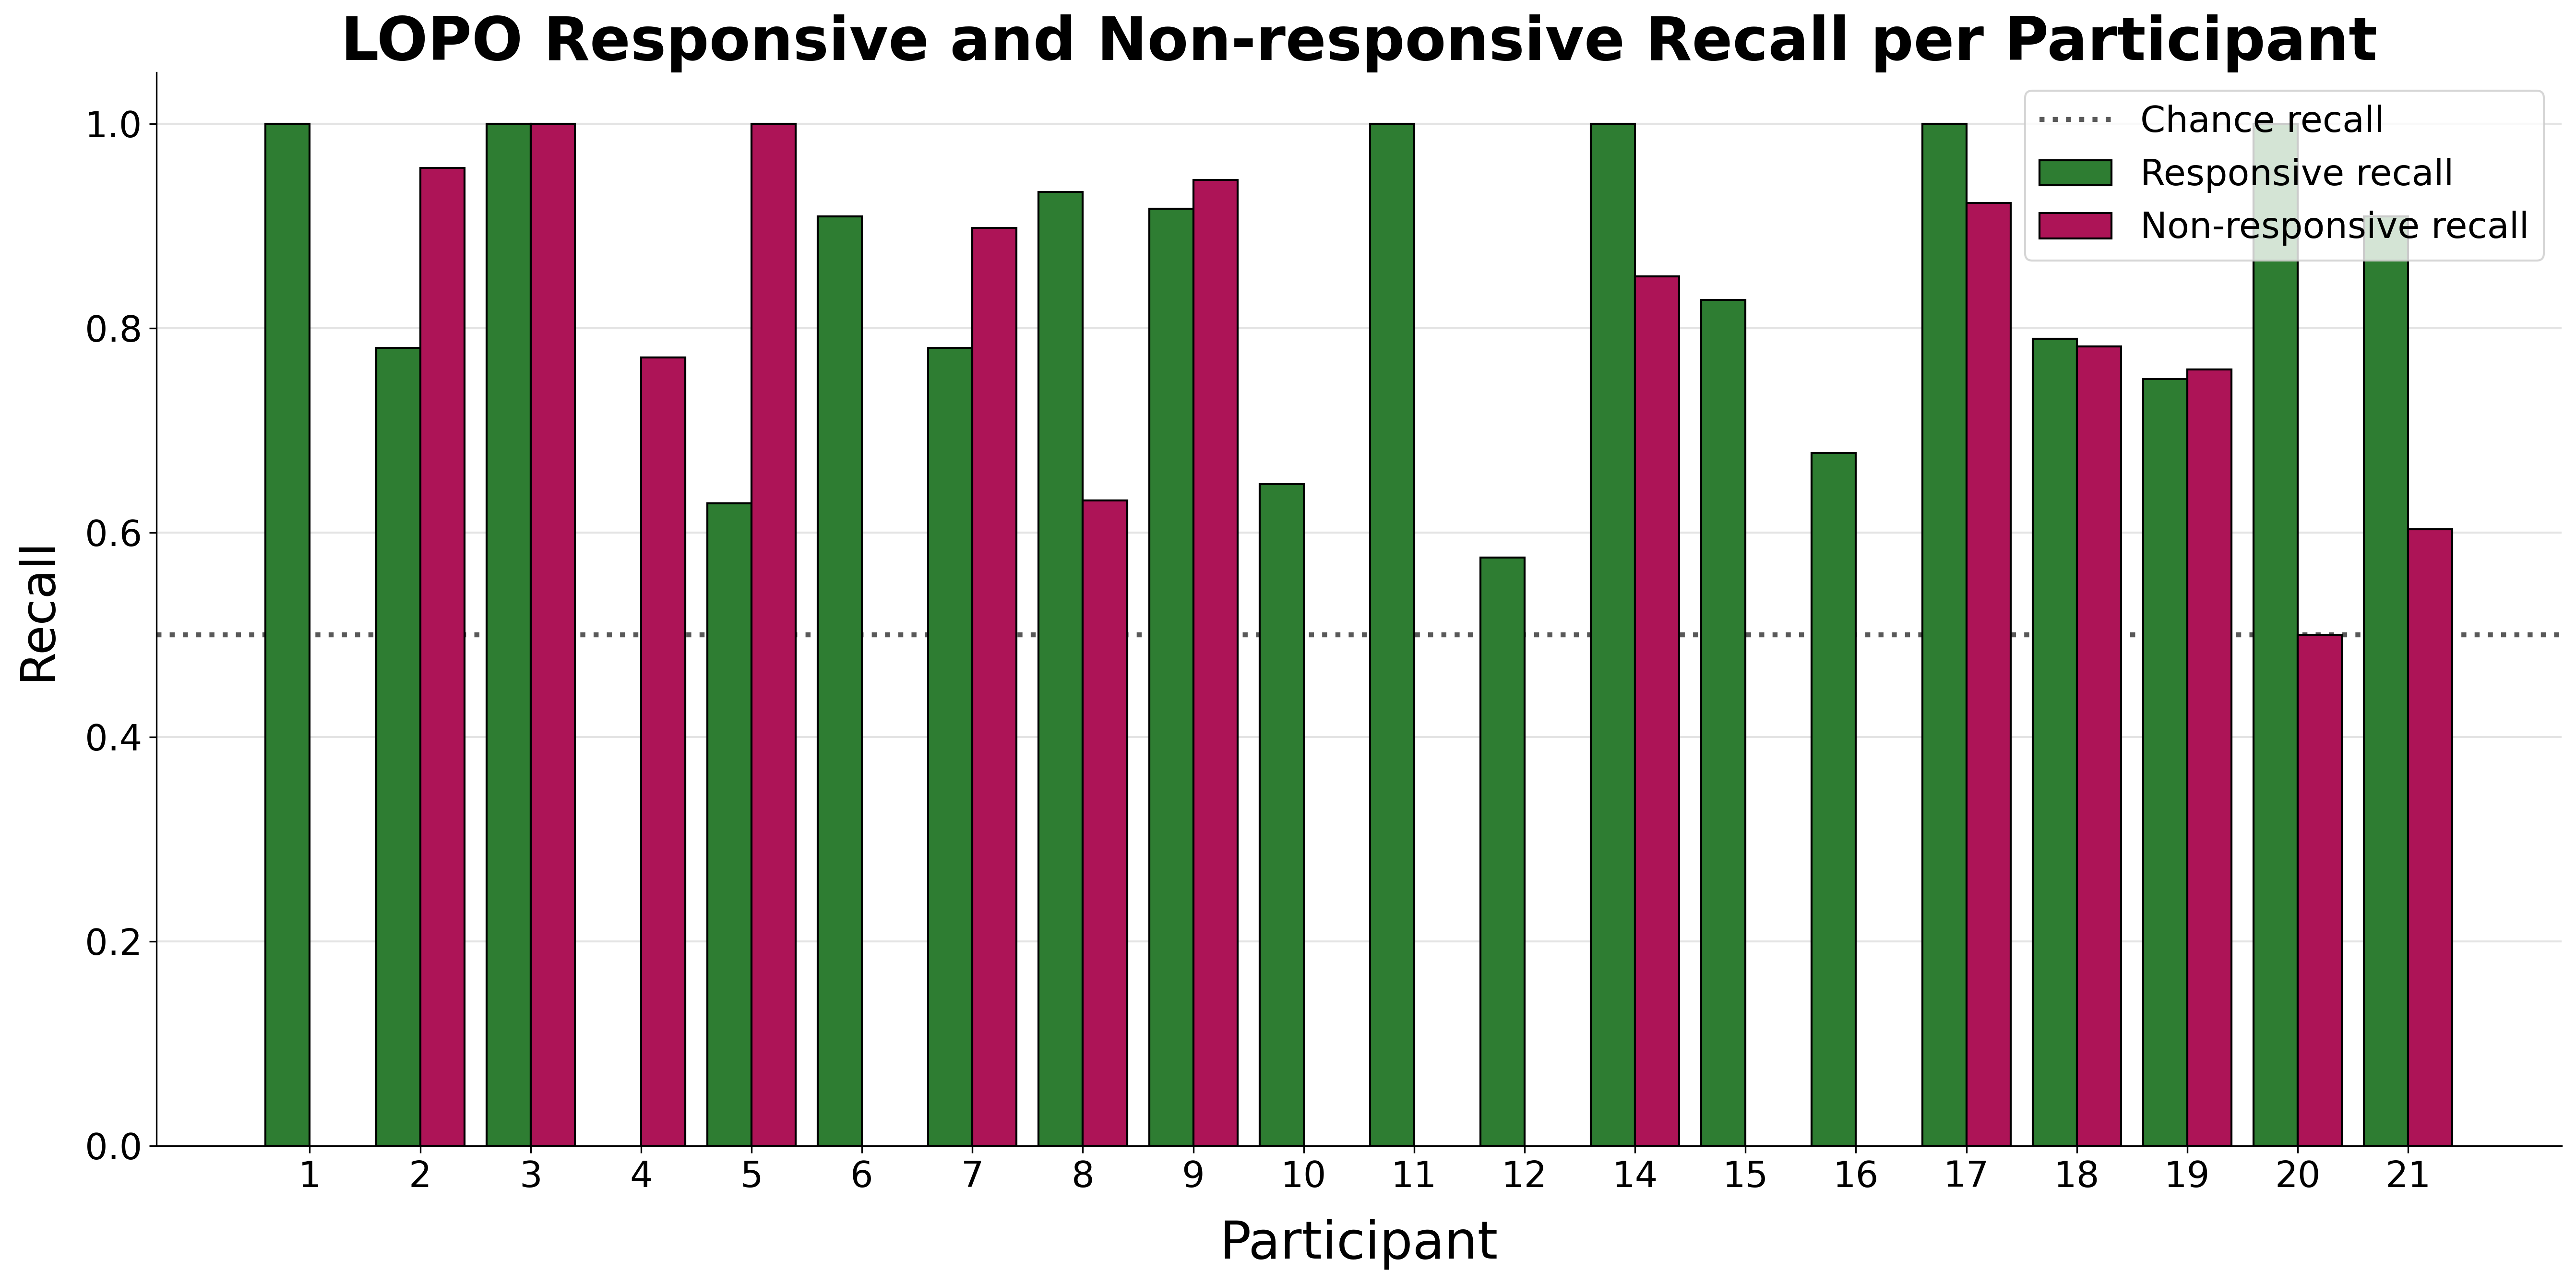 LOPO Responsive and Non-responsive Recall per Participant
Chance recall
Responsive recall
Non-responsive recall
1.0
0.8
0.6
0.4
0.2
0.0
Recall
1 2 3 4 5 6 7 8 9 10 11 12 14 15 16 17 18 19 20 21
Participant